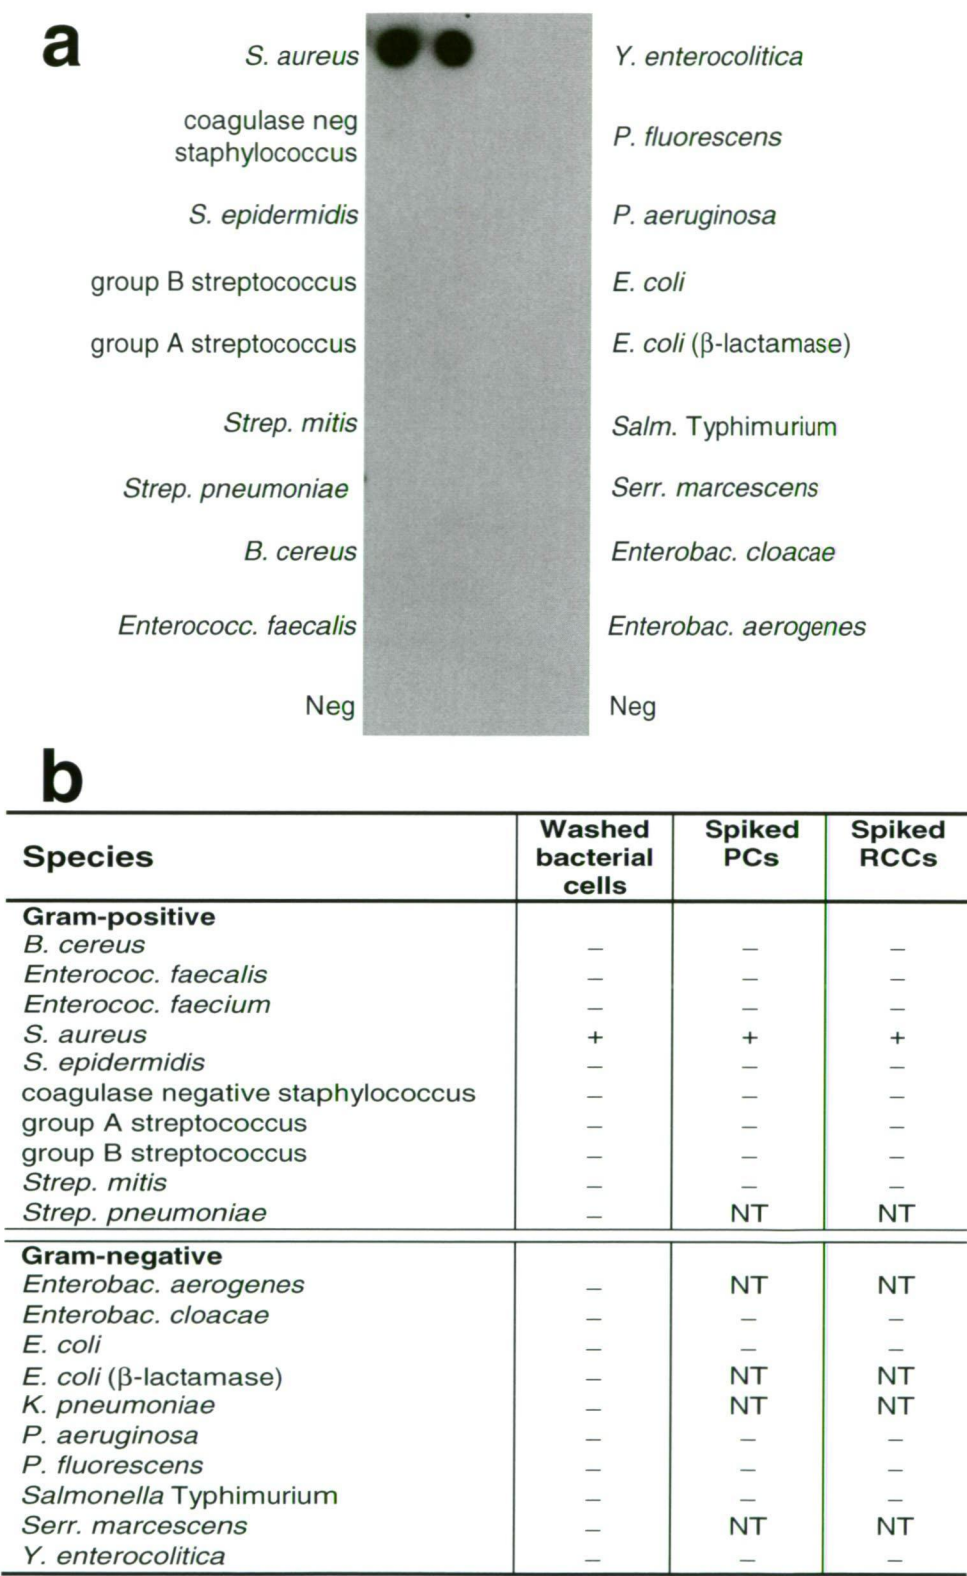 a
S. aureus
Y. enterocolitica
coagulase neg
staphylococcus
P. fluorescens
S. epidermidis
P. aeruginosa
group B streptococcus
E. coli
group A streptococcus
E. coli (β-lactamase)
Strep. mitis
Salm. Typhimurium
Strep. pneumoniae
Serr. marcescens
B. cereus
Enterobac. cloacae
Enterococc. faecalis
Enterobac. aerogenes
Neg
Neg
b
Species Washed bacterial cells Spiked PCs Spiked RCCs
Gram-positive
B. cereus – – –
Enterococ. faecalis – – –
Enterococ. faecium – – –
S. aureus + + +
S. epidermidis – – –
coagulase negative staphylococcus – – –
group A streptococcus – – –
group B streptococcus – – –
Strep. mitis – – –
Strep. pneumoniae – NT NT
Gram-negative
Enterobac. aerogenes – NT NT
Enterobac. cloacae – – –
E. coli – – –
E. coli (β-lactamase) – NT NT
K. pneumoniae – NT NT
P. aeruginosa – – –
P. fluorescens – – –
Salmonella Typhimurium – – –
Serr. marcescens – NT NT
Y. enterocolitica – – –